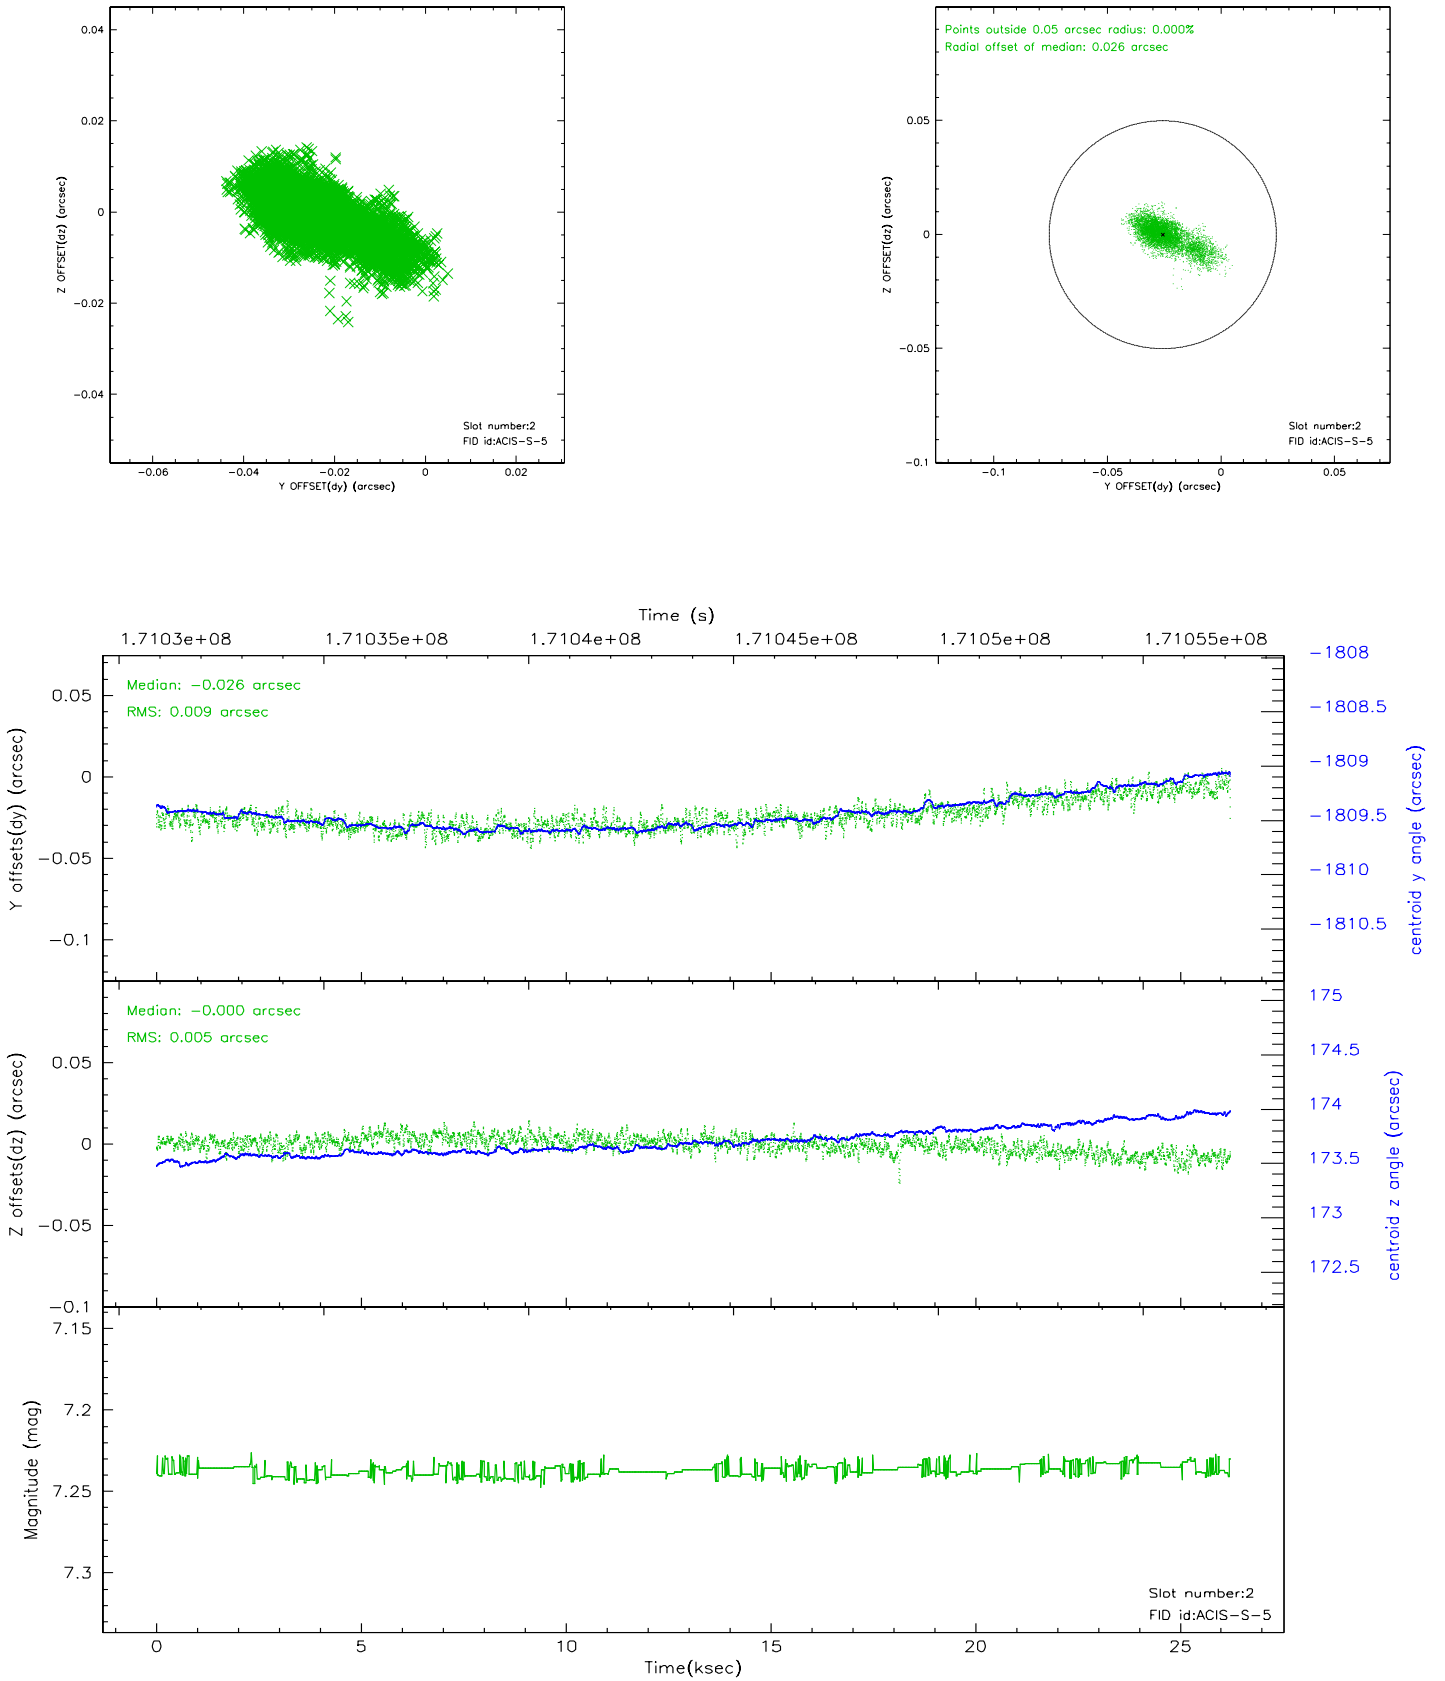 0.04
0.02
0
−0.02
−0.04
Z OFFSET(dz) (arcsec)
Slot number:2
FID id:ACIS−S−5
−0.06
−0.04
−0.02
0
0.02
Y OFFSET(dy) (arcsec)
Points outside 0.05 arcsec radius: 0.000%
Radial offset of median: 0.026 arcsec
0.05
0
−0.05
−0.1
Z OFFSET(dz) (arcsec)
Slot number:2
FID id:ACIS−S−5
−0.1
−0.05
0
0.05
Y OFFSET(dy) (arcsec)
Time (s)
1.7103e+08
1.71035e+08
1.7104e+08
1.71045e+08
1.7105e+08
1.71055e+08
Median: −0.026 arcsec
RMS: 0.009 arcsec
0.05
0
−0.05
−0.1
Y offsets(dy) (arcsec)
−1808
−1808.5
−1809
−1809.5
−1810
−1810.5
centroid y angle (arcsec)
Median: −0.000 arcsec
RMS: 0.005 arcsec
0.05
0
−0.05
−0.1
Z offsets(dz) (arcsec)
175
174.5
174
173.5
173
172.5
centroid z angle (arcsec)
7.15
7.2
7.25
7.3
Magnitude (mag)
Slot number:2
FID id:ACIS−S−5
0
5
10
15
20
25
Time(ksec)